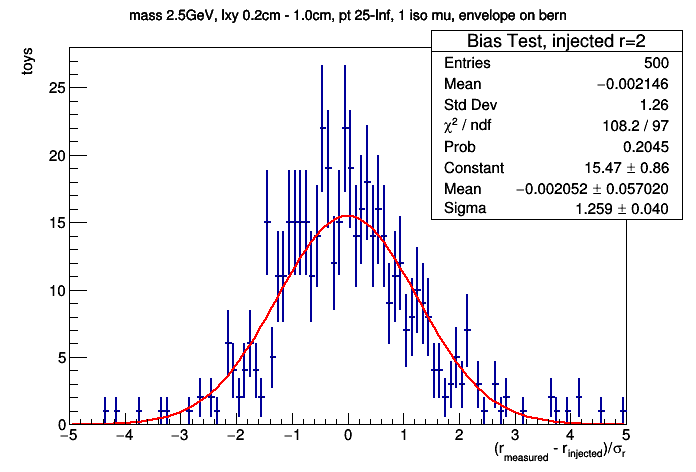 mass 2.5GeV, lxy 0.2cm - 1.0cm, pt 25-Inf, 1 iso mu, envelope on bern
toys
Bias Test, injected r=2
Entries 500
Mean −0.002146
Std Dev 1.26
χ² / ndf 108.2 / 97
Prob 0.2045
Constant 15.47 ± 0.86
Mean −0.002052 ± 0.057020
Sigma 1.259 ± 0.040
25
20
15
10
5
0
−5 −4 −3 −2 −1 0 1 2 3 4 5
(r_measured - r_injected)/σ_r